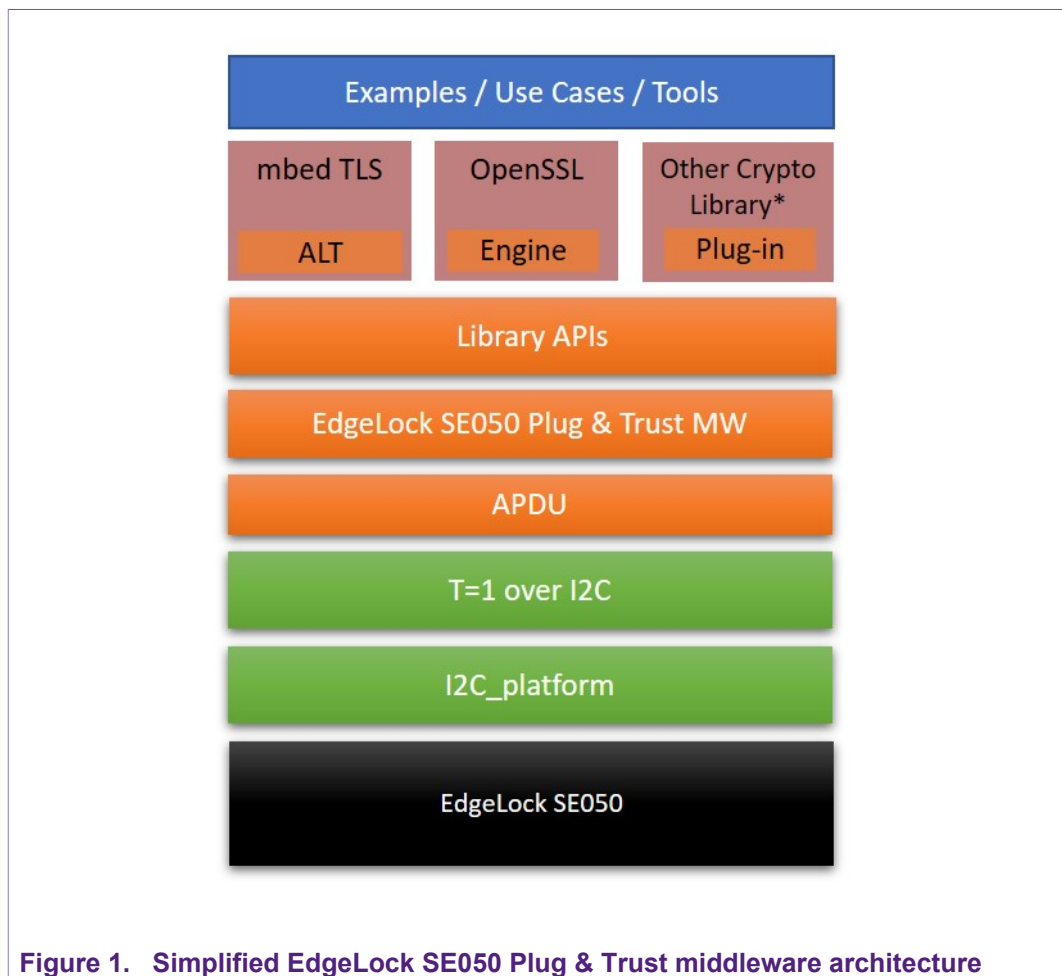 Examples / Use Cases / Tools
mbed TLS
ALT
OpenSSL
Engine
Other Crypto
Library*
Plug-in
Library APIs
EdgeLock SE050 Plug & Trust MW
APDU
T=1 over I2C
I2C_platform
EdgeLock SE050
Figure 1. Simplified EdgeLock SE050 Plug & Trust middleware architecture